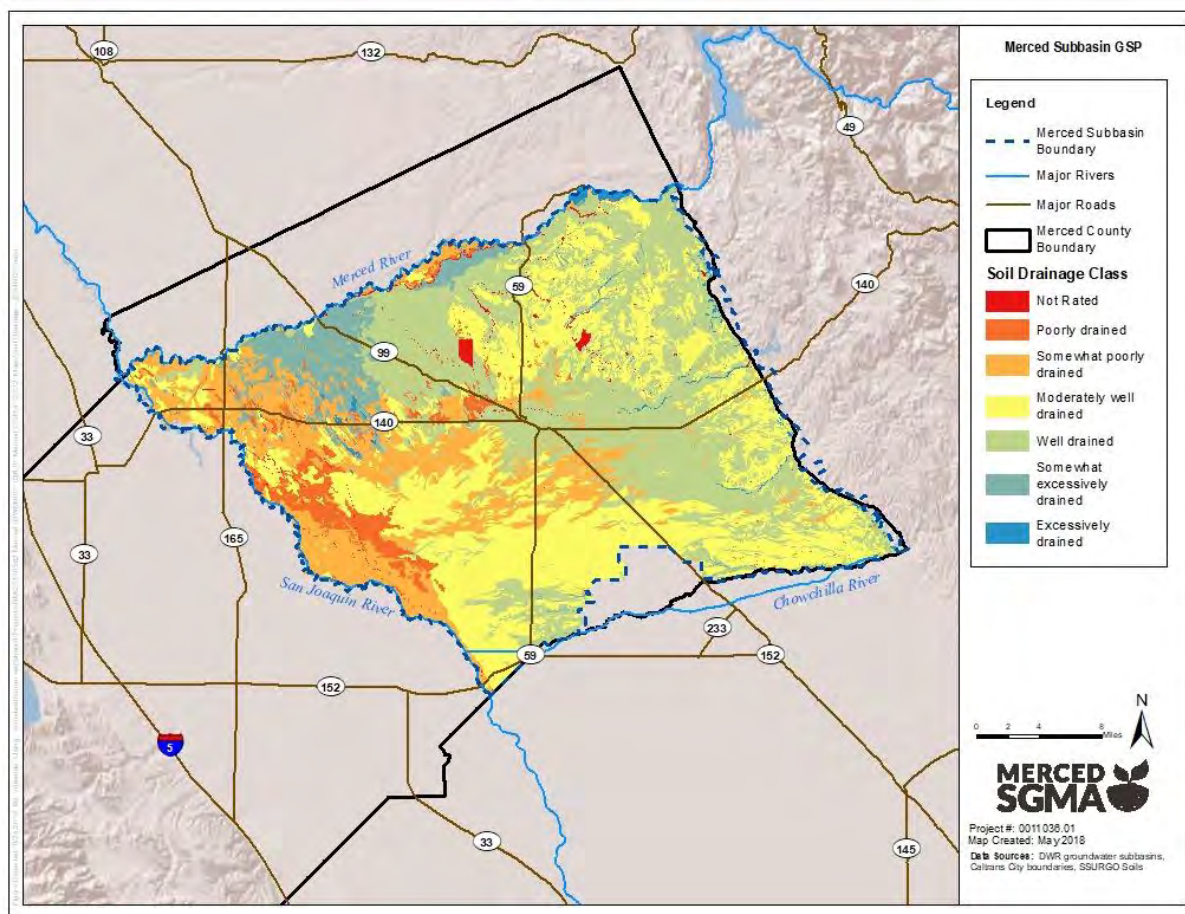 Merced Subbasin GSP
Legend
Merced Subbasin
Boundary
Major Rivers
Major Roads
Merced County
Boundary
Soil Drainage Class
Not Rated
Poorly drained
Somewhat poorly
drained
Moderately well
drained
Well drained
Somewhat
excessively
drained
Excessively
drained
108
132
49
Merced River
59
140
99
140
33
33
165
San Joaquin River
Chowchilla River
233
59
152
152
5
33
145
N
0 2 4 8
Miles
MERCED
SGMA
Project #: 0011036.01
Map Created: May 2018
Data Sources: DWR groundwater subbasins,
Caltrans City boundaries, SSURGO Soils